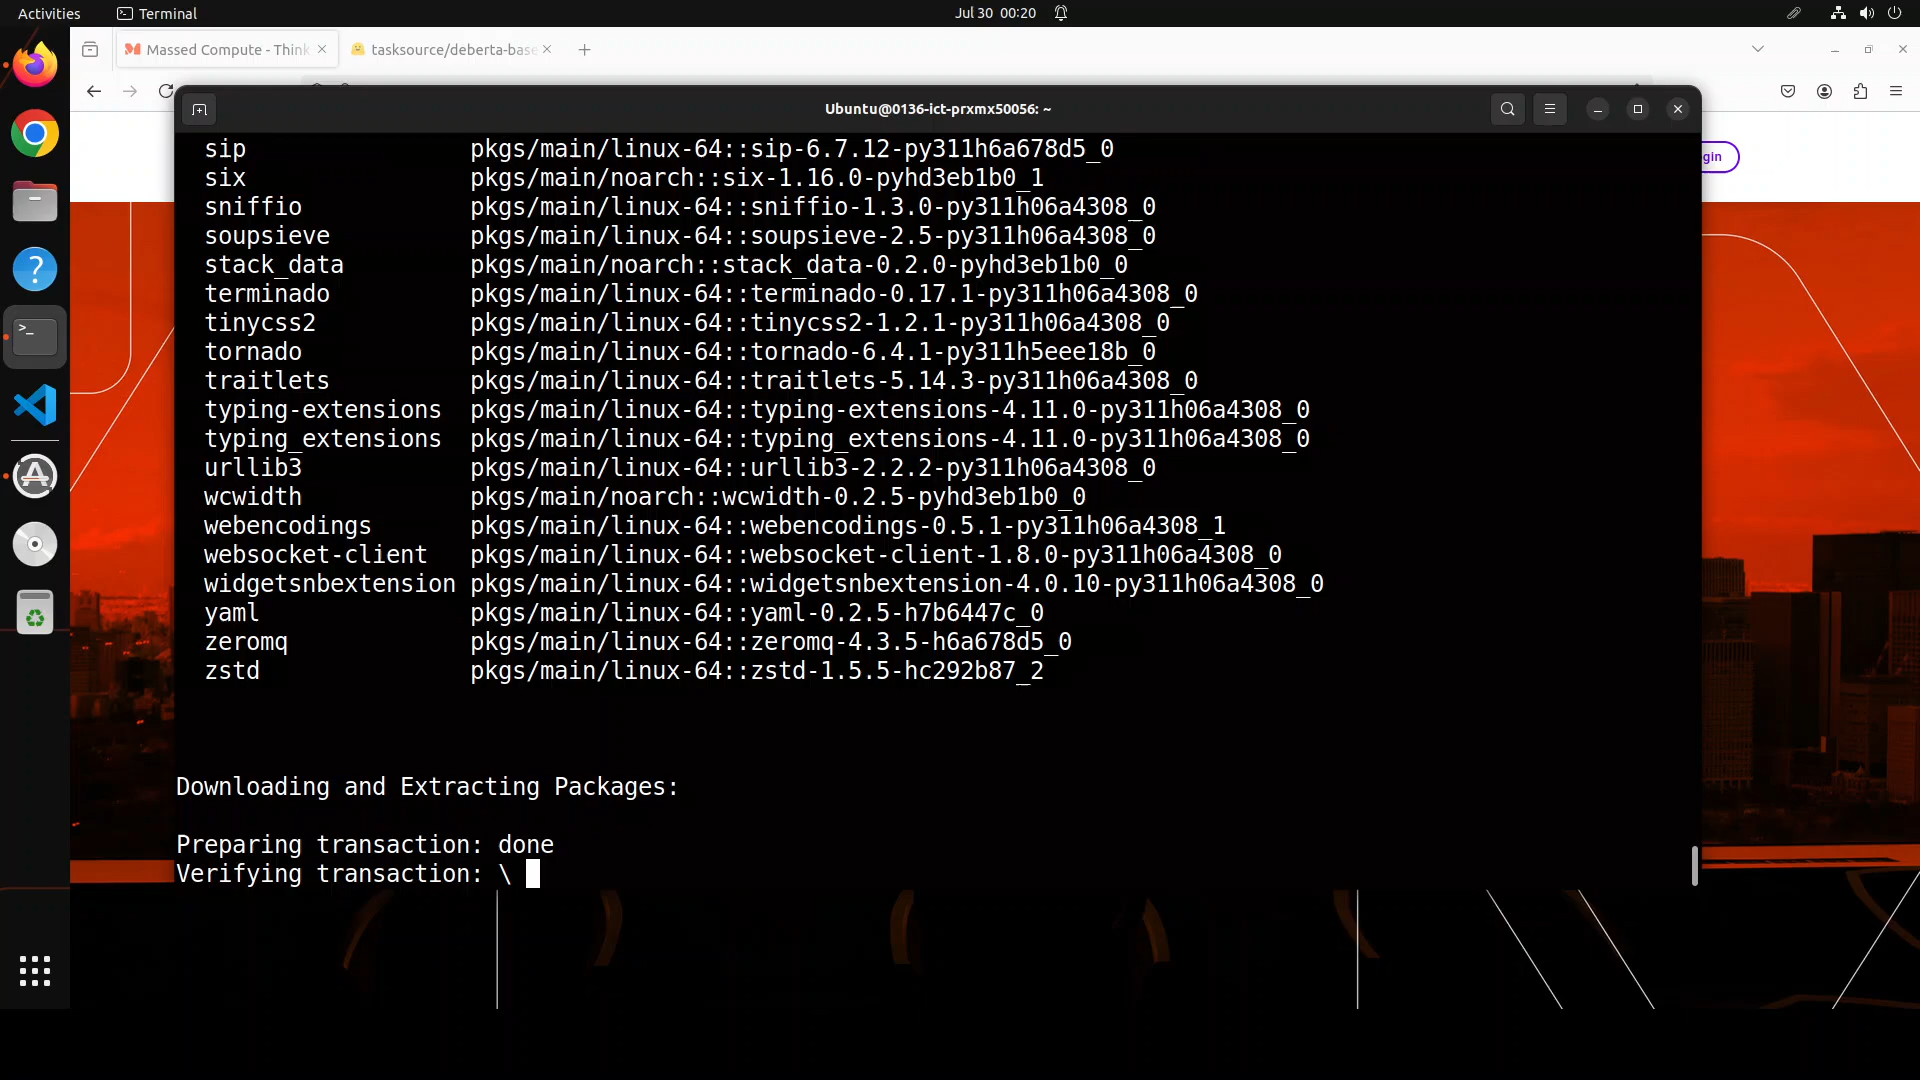 Activities
Terminal
Jul 30 00:20
Massed Compute - Think
tasksource/deberta-base
Ubuntu@0136-ict-prxmx50056: ~
gin
sip pkgs/main/linux-64::sip-6.7.12-py311h6a678d5_0
six pkgs/main/noarch::six-1.16.0-pyhd3eb1b0_1
sniffio pkgs/main/linux-64::sniffio-1.3.0-py311h06a4308_0
soupsieve pkgs/main/linux-64::soupsieve-2.5-py311h06a4308_0
stack_data pkgs/main/noarch::stack_data-0.2.0-pyhd3eb1b0_0
terminado pkgs/main/linux-64::terminado-0.17.1-py311h06a4308_0
tinycss2 pkgs/main/linux-64::tinycss2-1.2.1-py311h06a4308_0
tornado pkgs/main/linux-64::tornado-6.4.1-py311h5eee18b_0
traitlets pkgs/main/linux-64::traitlets-5.14.3-py311h06a4308_0
typing-extensions pkgs/main/linux-64::typing-extensions-4.11.0-py311h06a4308_0
typing_extensions pkgs/main/linux-64::typing_extensions-4.11.0-py311h06a4308_0
urllib3 pkgs/main/linux-64::urllib3-2.2.2-py311h06a4308_0
wcwidth pkgs/main/noarch::wcwidth-0.2.5-pyhd3eb1b0_0
webencodings pkgs/main/linux-64::webencodings-0.5.1-py311h06a4308_1
websocket-client pkgs/main/linux-64::websocket-client-1.8.0-py311h06a4308_0
widgetsnbextension pkgs/main/linux-64::widgetsnbextension-4.0.10-py311h06a4308_0
yaml pkgs/main/linux-64::yaml-0.2.5-h7b6447c_0
zeromq pkgs/main/linux-64::zeromq-4.3.5-h6a678d5_0
zstd pkgs/main/linux-64::zstd-1.5.5-hc292b87_2
Downloading and Extracting Packages:
Preparing transaction: done
Verifying transaction: \